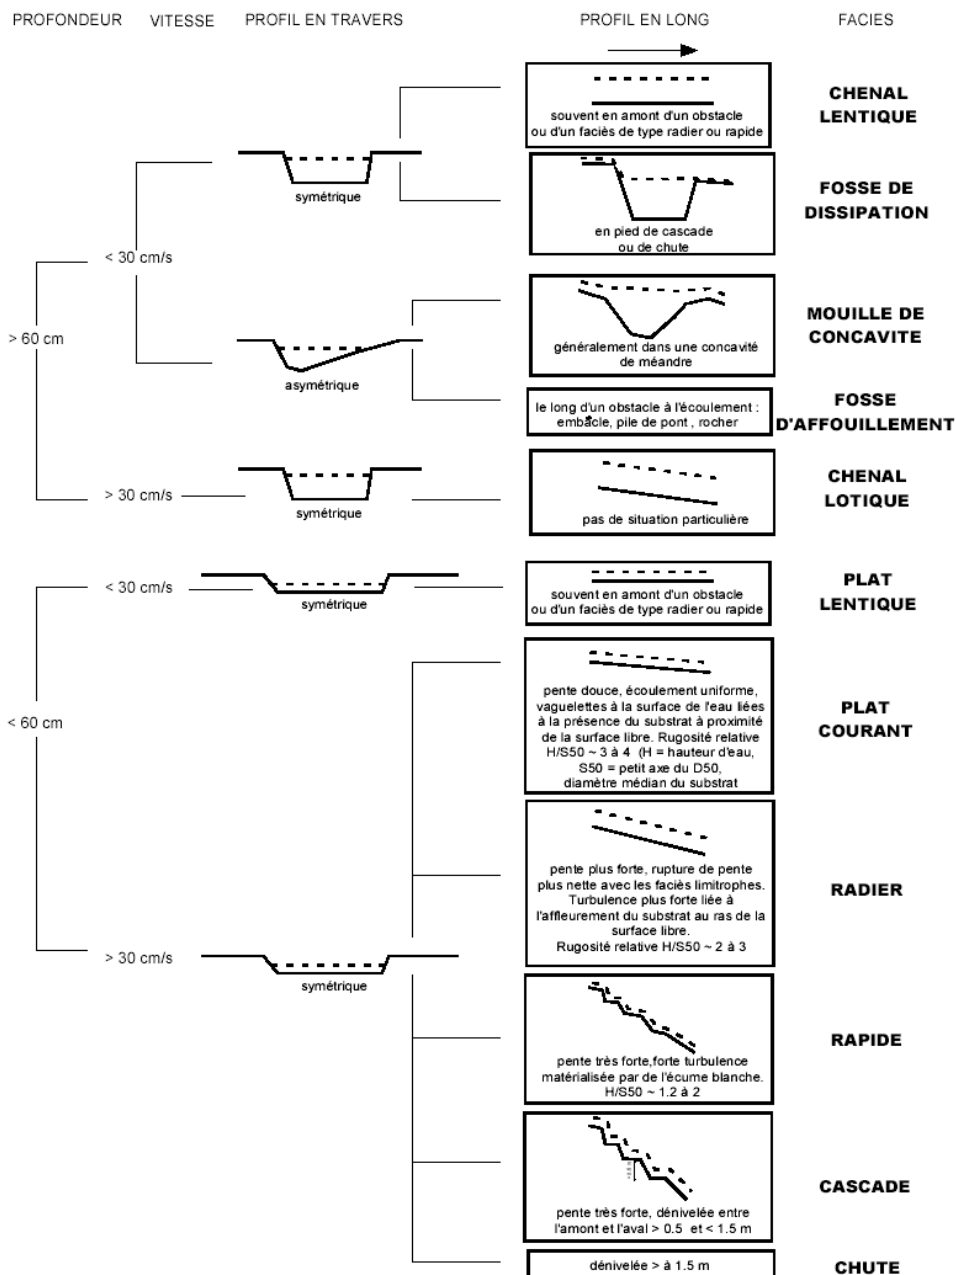 PROFONDEUR VITESSE PROFIL EN TRAVERS PROFIL EN LONG FACIES
souvent en amont d'un obstacle
ou d'un faciès de type radier ou rapide
CHENAL
LENTIQUE
symétrique
en pied de cascade
ou de chute
FOSSE DE
DISSIPATION
< 30 cm/s
> 60 cm
asymétrique
généralement dans une concavité
de méandre
MOUILLE DE
CONCAVITE
le long d'un obstacle à l'écoulement :
embâcle, pile de pont , rocher
FOSSE
D'AFFOUILLEMENT
> 30 cm/s
symétrique
pas de situation particulière
CHENAL
LOTIQUE
< 30 cm/s
symétrique
souvent en amont d'un obstacle
ou d'un faciès de type radier ou rapide
PLAT
LENTIQUE
< 60 cm
pente douce, écoulement uniforme,
vaguelettes à la surface de l'eau liées
à la présence du substrat à proximité
de la surface libre. Rugosité relative
H/S50 ~ 3 à 4 (H = hauteur d'eau,
S50 = petit axe du D50,
diamètre médian du substrat
PLAT
COURANT
pente plus forte, rupture de pente
plus nette avec les faciès limitrophes.
Turbulence plus forte liée à
l'affleurement du substrat au ras de la
surface libre.
Rugosité relative H/S50 ~ 2 à 3
RADIER
> 30 cm/s
symétrique
pente très forte,forte turbulence
matérialisée par de l'écume blanche.
H/S50 ~ 1.2 à 2
RAPIDE
pente très forte, dénivelée entre
l'amont et l'aval > 0.5 et < 1.5 m
CASCADE
dénivelée > à 1.5 m
CHUTE